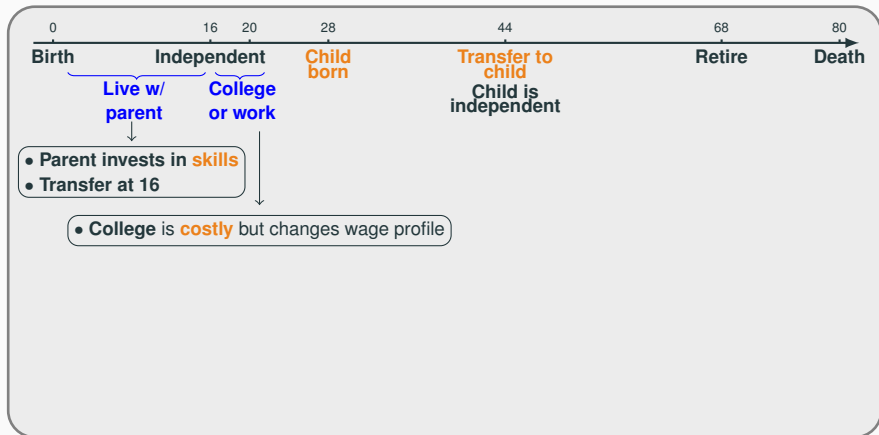 0 16 20 28 44 68 80
Birth Independent Child born Transfer to child Retire Death
Child is independent
Live w/ parent College or work
• Parent invests in skills
• Transfer at 16
• College is costly but changes wage profile